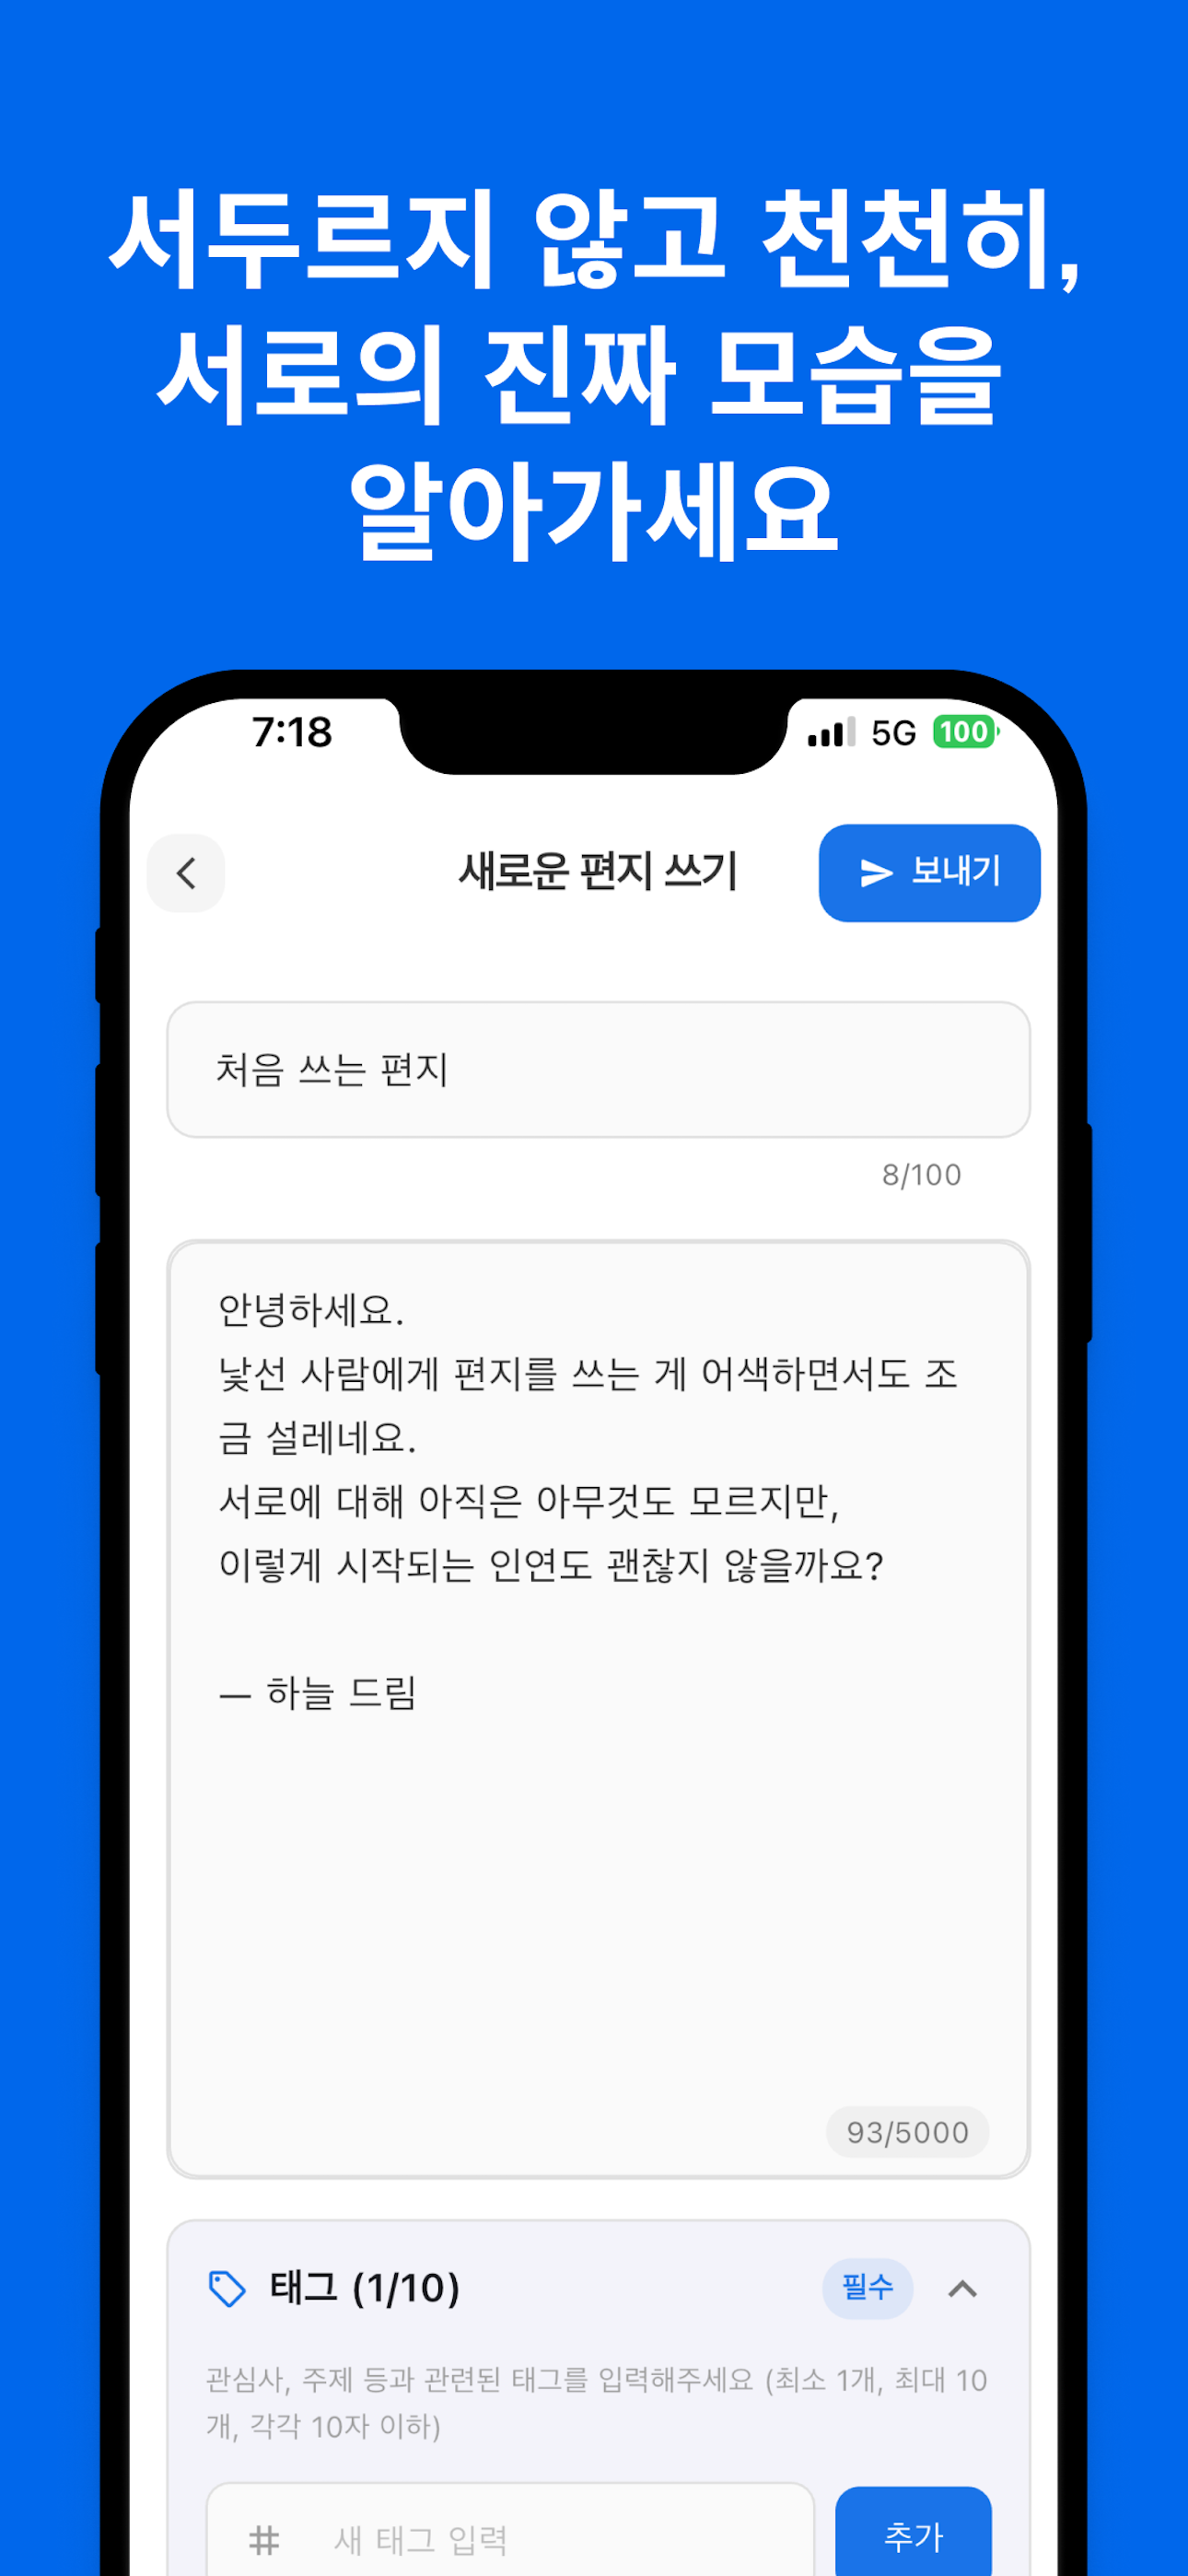 서두르지 않고 천천히,
서로의 진짜 모습을
알아가세요
7:18 5G 100
새로운 편지 쓰기 보내기
처음 쓰는 편지
8/100
안녕하세요.
낯선 사람에게 편지를 쓰는 게 어색하면서도 조
금 설레네요.
서로에 대해 아직은 아무것도 모르지만,
이렇게 시작되는 인연도 괜찮지 않을까요?
— 하늘 드림
93/5000
태그 (1/10) 필수
관심사, 주제 등과 관련된 태그를 입력해주세요 (최소 1개, 최대 10
개, 각각 10자 이하)
# 새 태그 입력 추가